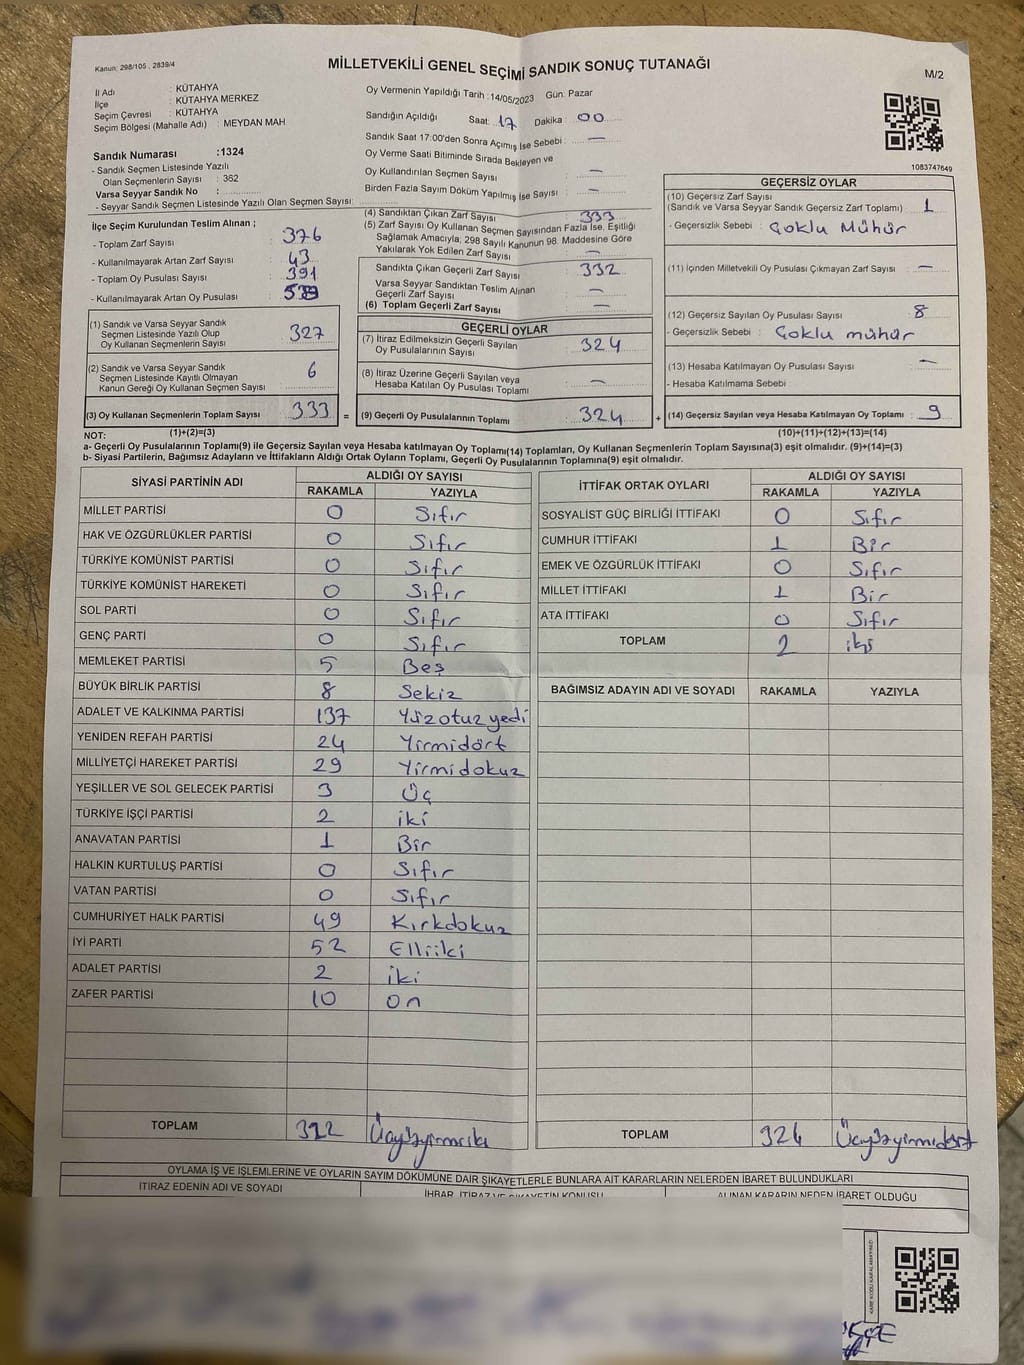 Kanun: 298/105 , 2839/4
MİLLETVEKİLİ GENEL SEÇİMİ SANDIK SONUÇ TUTANAĞI
M/2
İl Adı : KÜTAHYA
İlçe : KÜTAHYA MERKEZ
Seçim Çevresi : KÜTAHYA
Seçim Bölgesi (Mahalle Adı) : MEYDAN MAH
Sandık Numarası :1324
- Sandık Seçmen Listesinde Yazılı
Olan Seçmenlerin Sayısı : 362
Varsa Seyyar Sandık No :
- Seyyar Sandık Seçmen Listesinde Yazılı Olan Seçmen Sayısı:
Oy Vermenin Yapıldığı Tarih :14/05/2023 Gün: Pazar
Sandığın Açıldığı Saat: 17 Dakika : 00
Sandık Saat 17:00'den Sonra Açımış İse Sebebi : —
Oy Verme Saati Bitiminde Sırada Bekleyen ve
Oy Kullandırılan Seçmen Sayısı : —
Birden Fazla Sayım Döküm Yapılmış İse Sayısı : —
1083747649
İlçe Seçim Kurulundan Teslim Alınan ;
- Toplam Zarf Sayısı : 376
- Kullanılmayarak Artan Zarf Sayısı : 43
- Toplam Oy Pusulası Sayısı : 391
- Kullanılmayarak Artan Oy Pusulası :
(4) Sandıktan Çıkan Zarf Sayısı : 333
(5) Zarf Sayısı Oy Kullanan Seçmen Sayısından Fazla İse, Eşitliği
Sağlamak Amacıyla; 298 Sayılı Kanunun 98. Maddesine Göre
Yakılarak Yok Edilen Zarf Sayısı : —
Sandıkta Çıkan Geçerli Zarf Sayısı : 332
Varsa Seyyar Sandıktan Teslim Alınan
Geçerli Zarf Sayısı : —
(6) Toplam Geçerli Zarf Sayısı : —
GEÇERSİZ OYLAR
(10) Geçersiz Zarf Sayısı
(Sandık ve Varsa Seyyar Sandık Geçersiz Zarf Toplamı) : 1
- Geçersizlik Sebebi : Çoklu Mühür
(11) İçinden Milletvekili Oy Pusulası Çıkmayan Zarf Sayısı : —
(12) Geçersiz Sayılan Oy Pusulası Sayısı : 8
- Geçersizlik Sebebi : Çoklu mühür
(13) Hesaba Katılmayan Oy Pusulası Sayısı : —
- Hesaba Katılmama Sebebi
(1) Sandık ve Varsa Seyyar Sandık
Seçmen Listesinde Yazılı Olup
Oy Kullanan Seçmenlerin Sayısı : 327
(2) Sandık ve Varsa Seyyar Sandık
Seçmen Listesinde Kayıtlı Olmayan
Kanun Gereği Oy Kullanan Seçmen Sayısı : 6
GEÇERLİ OYLAR
(7) İtiraz Edilmeksizin Geçerli Sayılan
Oy Pusulalarının Sayısı : 324
(8) İtiraz Üzerine Geçerli Sayılan veya
Hesaba Katılan Oy Pusulası Toplamı : —
(3) Oy Kullanan Seçmenlerin Toplam Sayısı : 333 = (9) Geçerli Oy Pusulalarının Toplamı : 324 + (14) Geçersiz Sayılan veya Hesaba Katılmayan Oy Toplamı : 9
NOT: (1)+(2)=(3) (10)+(11)+(12)+(13)=(14)
a- Geçerli Oy Pusulalarının Toplamı(9) ile Geçersiz Sayılan veya Hesaba katılmayan Oy Toplamı(14) Toplamları, Oy Kullanan Seçmenlerin Toplam Sayısına(3) eşit olmalıdır. (9)+(14)=(3)
b- Siyasi Partilerin, Bağımsız Adayların ve İttifakların Aldığı Ortak Oyların Toplamı, Geçerli Oy Pusulalarının Toplamına(9) eşit olmalıdır.
SİYASİ PARTİNİN ADI ALDIĞI OY SAYISI
RAKAMLA YAZIYLA
MİLLET PARTİSİ 0 Sıfır
HAK VE ÖZGÜRLÜKLER PARTİSİ 0 Sıfır
TÜRKİYE KOMÜNİST PARTİSİ 0 Sıfır
TÜRKİYE KOMÜNİST HAREKETİ 0 Sıfır
SOL PARTİ 0 Sıfır
GENÇ PARTİ 0 Sıfır
MEMLEKET PARTİSİ 5 Beş
BÜYÜK BİRLİK PARTİSİ 8 Sekiz
ADALET VE KALKINMA PARTİSİ 137 Yüzotuzyedi
YENİDEN REFAH PARTİSİ 24 Yirmidört
MİLLİYETÇİ HAREKET PARTİSİ 29 Yirmidokuz
YEŞİLLER VE SOL GELECEK PARTİSİ 3 Üç
TÜRKİYE İŞÇİ PARTİSİ 2 iki
ANAVATAN PARTİSİ 1 Bir
HALKIN KURTULUŞ PARTİSİ 0 Sıfır
VATAN PARTİSİ 0 Sıfır
CUMHURİYET HALK PARTİSİ 49 Kırkdokuz
İYİ PARTİ 52 Elliiki
ADALET PARTİSİ 2 iki
ZAFER PARTİSİ 10 On
TOPLAM 322 Üçyüzyirmiiki
İTTİFAK ORTAK OYLARI ALDIĞI OY SAYISI
RAKAMLA YAZIYLA
SOSYALİST GÜÇ BİRLİĞİ İTTİFAKI 0 Sıfır
CUMHUR İTTİFAKI 1 Bir
EMEK VE ÖZGÜRLÜK İTTİFAKI 0 Sıfır
MİLLET İTTİFAKI 1 Bir
ATA İTTİFAKI 0 Sıfır
TOPLAM 2 iki
BAĞIMSIZ ADAYIN ADI VE SOYADI RAKAMLA YAZIYLA
TOPLAM 324 Üçyüzyirmidört
OYLAMA İŞ VE İŞLEMLERİNE VE OYLARIN SAYIM DÖKÜMÜNE DAİR ŞİKAYETLERLE BUNLARA AİT KARARLARIN NELERDEN İBARET BULUNDUKLARI
İTİRAZ EDENİN ADI VE SOYADI İHBAR, İTİRAZ VE ŞİKAYETİN KONUSU ALINAN KARARIN NEDEN İBARET OLDUĞU